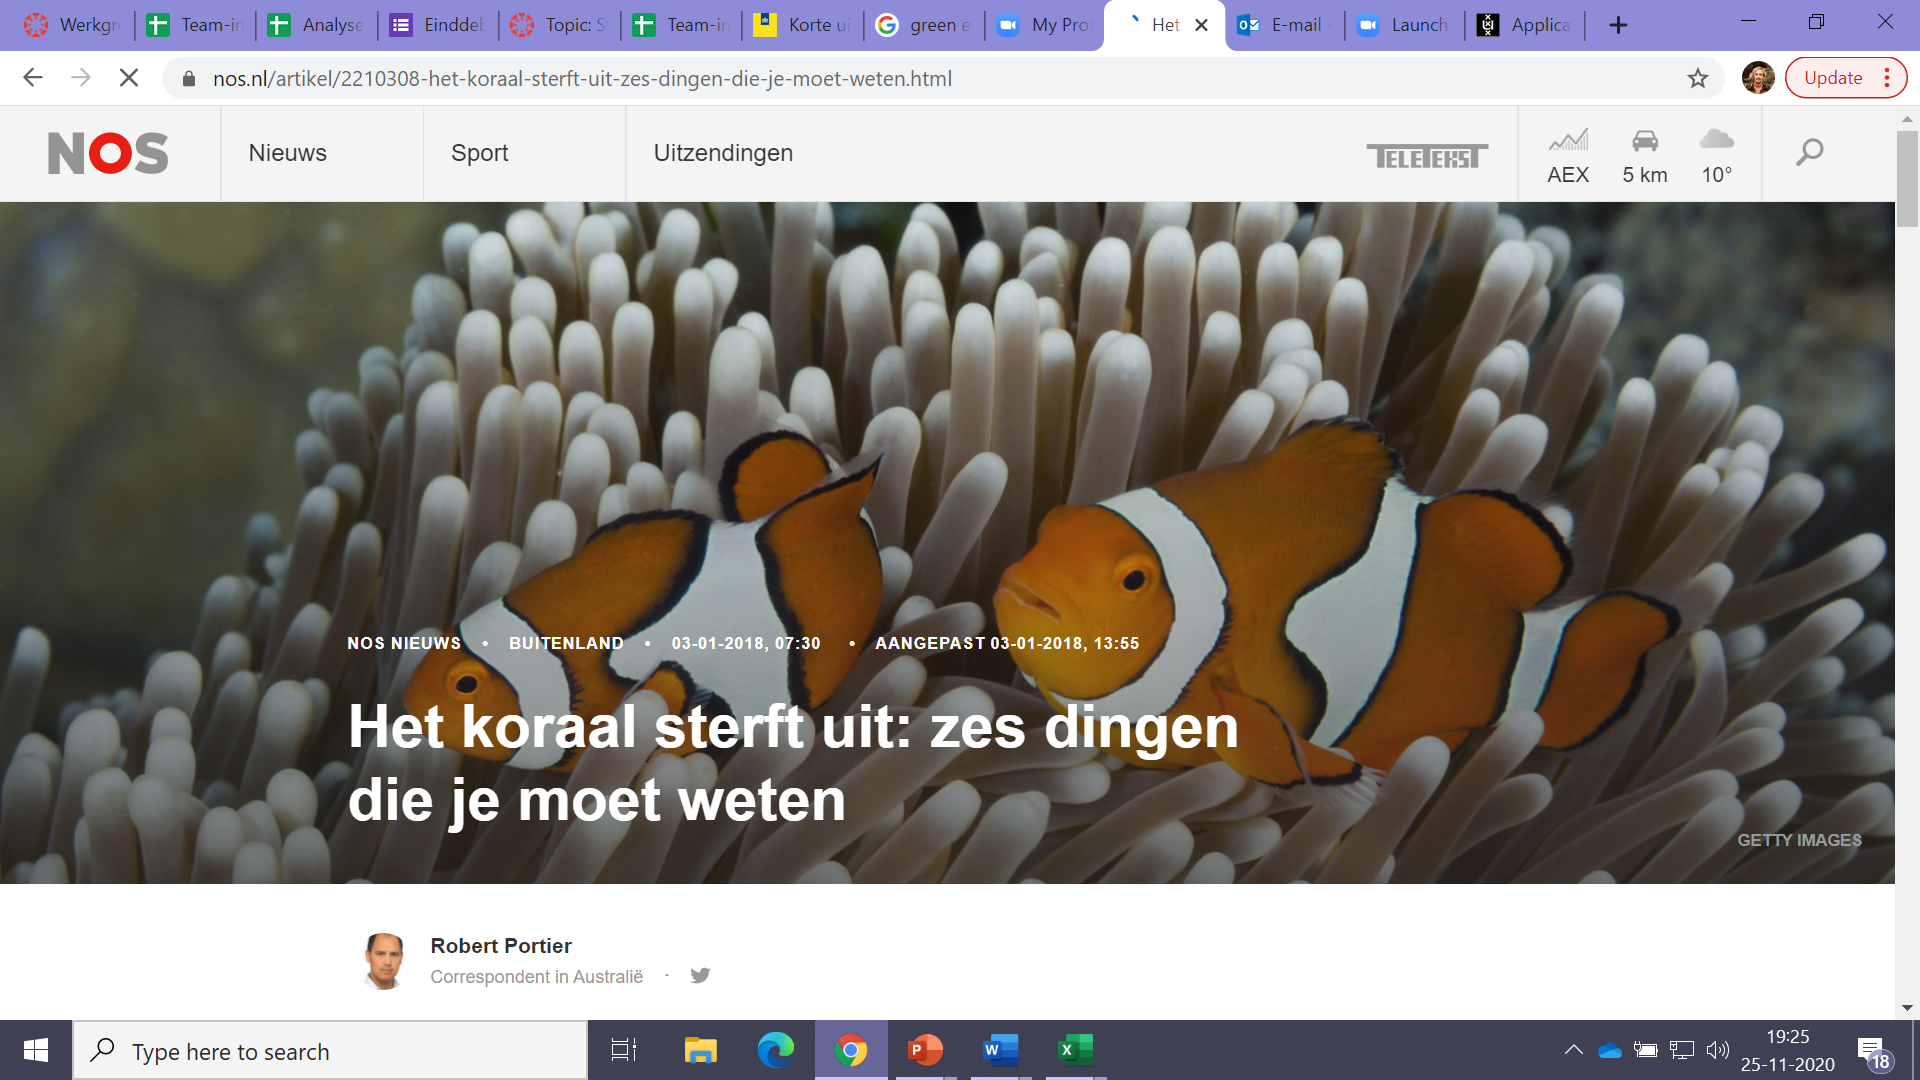 Werkgr
Team-in
Analyse
Einddeb
Topic: S
Team-in
Korte ui
green e
My Prof
Het
E-mail -
Launch
Applica
nos.nl/artikel/2210308-het-koraal-sterft-uit-zes-dingen-die-je-moet-weten.html
Update
NOS
Nieuws
Sport
Uitzendingen
TELETEKST
AEX
5 km
10°
NOS NIEUWS • BUITENLAND • 03-01-2018, 07:30 • AANGEPAST 03-01-2018, 13:55
Het koraal sterft uit: zes dingen
die je moet weten
GETTY IMAGES
Robert Portier
Correspondent in Australië
Type here to search
19:25
25-11-2020
18